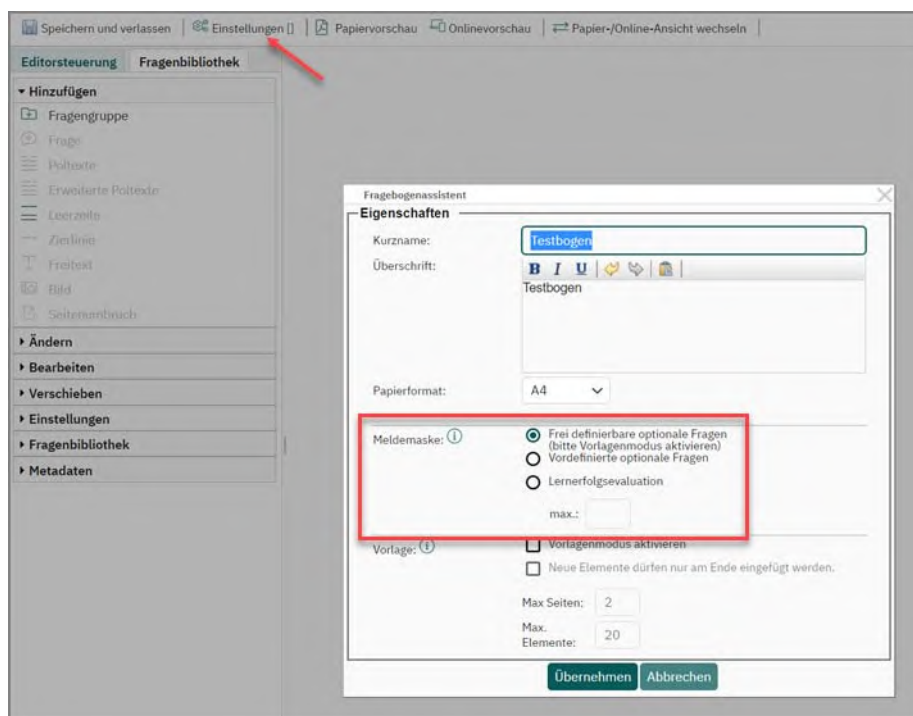 Speichern und verlassen | Einstellungen [] | Papiervorschau Onlinevorschau | Papier-/Online-Ansicht wechseln |
Editorsteuerung Fragenbibliothek
Hinzufügen
Fragengruppe
Frage
Poltexte
Erweiterte Poltexte
Leerzeile
Zierlinie
Freitext
Bild
Seitenumbruch
Ändern
Bearbeiten
Verschieben
Einstellungen
Fragenbibliothek
Metadaten
Fragebogenassistent
Eigenschaften
Kurzname: Testbogen
Überschrift: B I U
Testbogen
Papierformat: A4
Meldemaske: Frei definierbare optionale Fragen
(bitte Vorlagenmodus aktivieren)
Vordefinierte optionale Fragen
Lernerfolgsevaluation
max.:
Vorlage: Vorlagenmodus aktivieren
Neue Elemente dürfen nur am Ende eingefügt werden.
Max Seiten: 2
Max.
Elemente: 20
Übernehmen Abbrechen